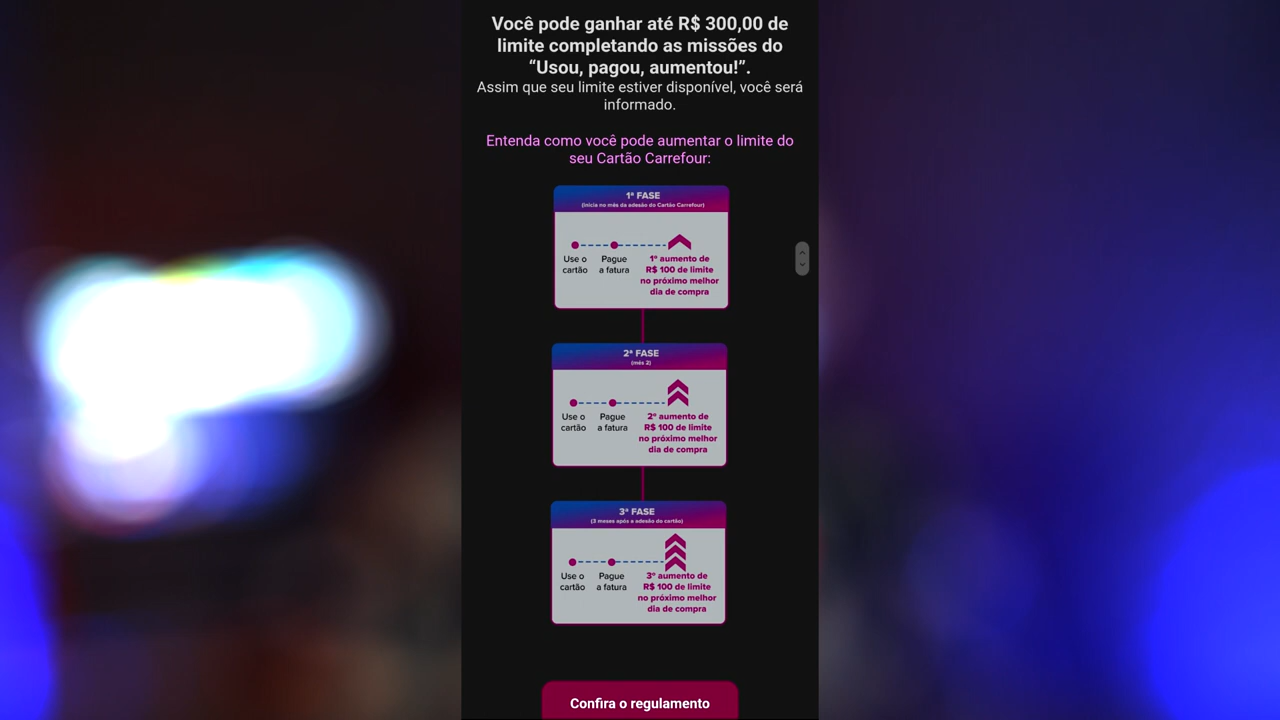 Você pode ganhar até R$ 300,00 de
limite completando as missões do
“Usou, pagou, aumentou!”.
Assim que seu limite estiver disponível, você será
informado.
Entenda como você pode aumentar o limite do
seu Cartão Carrefour:
1ª FASE
(inicia no mês da adesão do Cartão Carrefour)
Use o
cartão
Pague
a fatura
1º aumento de
R$ 100 de limite
no próximo melhor
dia de compra
2ª FASE
(mês 2)
Use o
cartão
Pague
a fatura
2º aumento de
R$ 100 de limite
no próximo melhor
dia de compra
3ª FASE
(3 meses após a adesão do cartão)
Use o
cartão
Pague
a fatura
3º aumento de
R$ 100 de limite
no próximo melhor
dia de compra
Confira o regulamento